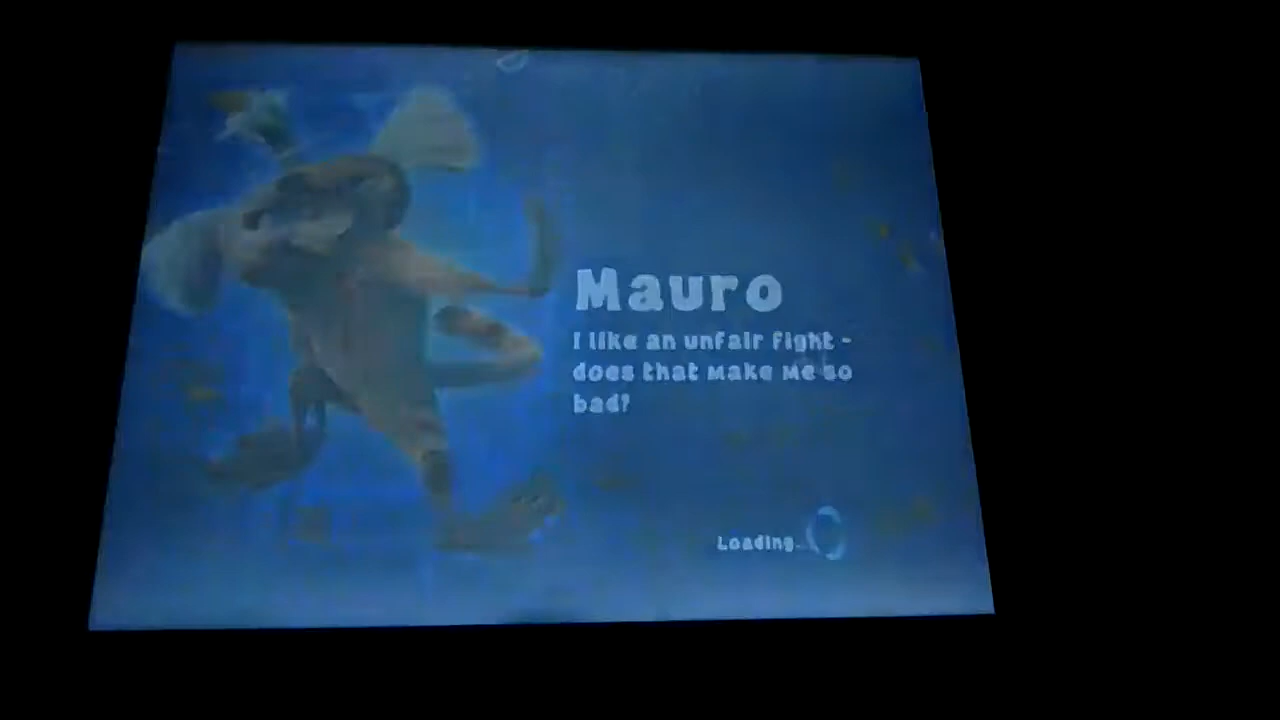 Mauro
I like an unfair fight -
does that make me so
bad?
Loading...